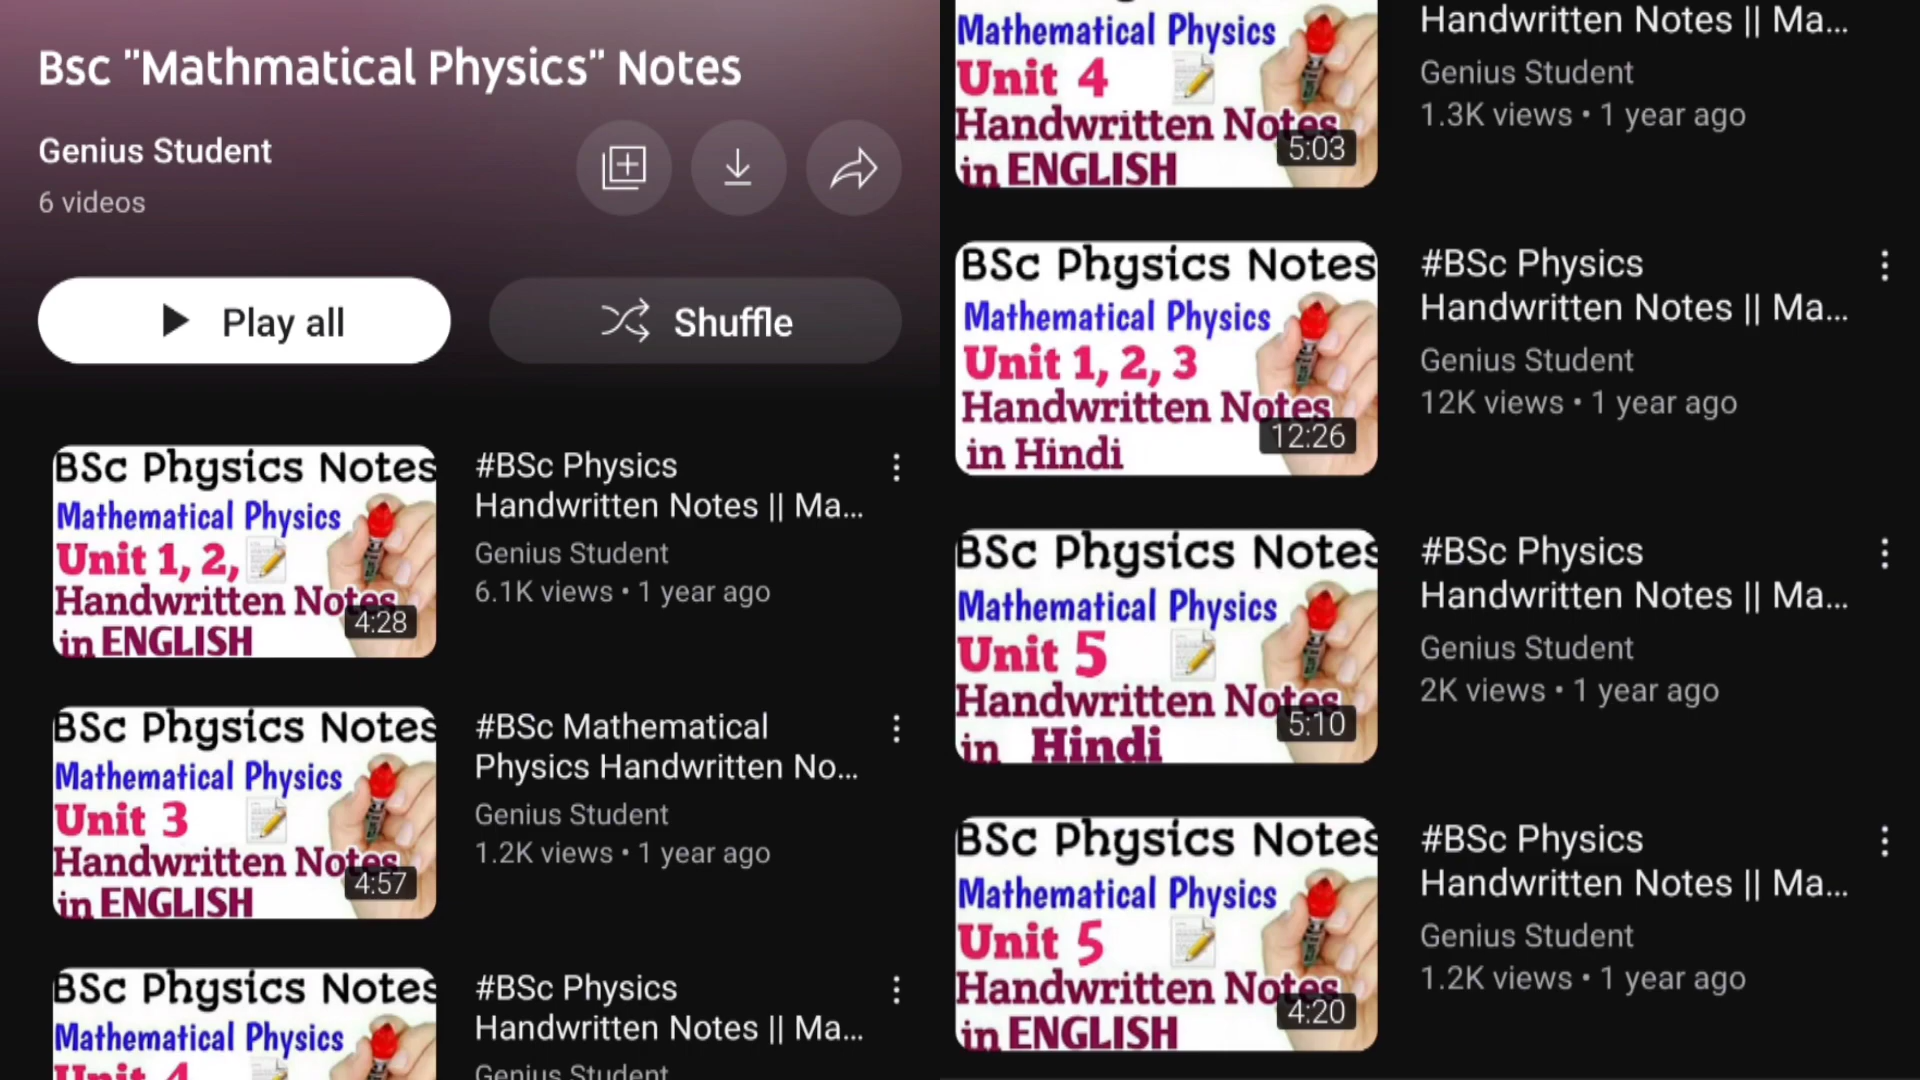 Bsc "Mathmatical Physics" Notes
Genius Student
6 videos
Play all
Shuffle
BSc Physics Notes
Mathematical Physics
Unit 1, 2,
Handwritten Notes
in ENGLISH
4:28
#BSc Physics
Handwritten Notes || Ma...
Genius Student
6.1K views • 1 year ago
BSc Physics Notes
Mathematical Physics
Unit 3
Handwritten Notes
in ENGLISH
4:57
#BSc Mathematical
Physics Handwritten No...
Genius Student
1.2K views • 1 year ago
BSc Physics Notes
Mathematical Physics
Unit 4
#BSc Physics
Handwritten Notes || Ma...
Genius Student
Mathematical Physics
Unit 4
Handwritten Notes
in ENGLISH
5:03
Handwritten Notes || Ma...
Genius Student
1.3K views • 1 year ago
BSc Physics Notes
Mathematical Physics
Unit 1, 2, 3
Handwritten Notes
in Hindi
12:26
#BSc Physics
Handwritten Notes || Ma...
Genius Student
12K views • 1 year ago
BSc Physics Notes
Mathematical Physics
Unit 5
Handwritten Notes
in Hindi
5:10
#BSc Physics
Handwritten Notes || Ma...
Genius Student
2K views • 1 year ago
BSc Physics Notes
Mathematical Physics
Unit 5
Handwritten Notes
in ENGLISH
4:20
#BSc Physics
Handwritten Notes || Ma...
Genius Student
1.2K views • 1 year ago